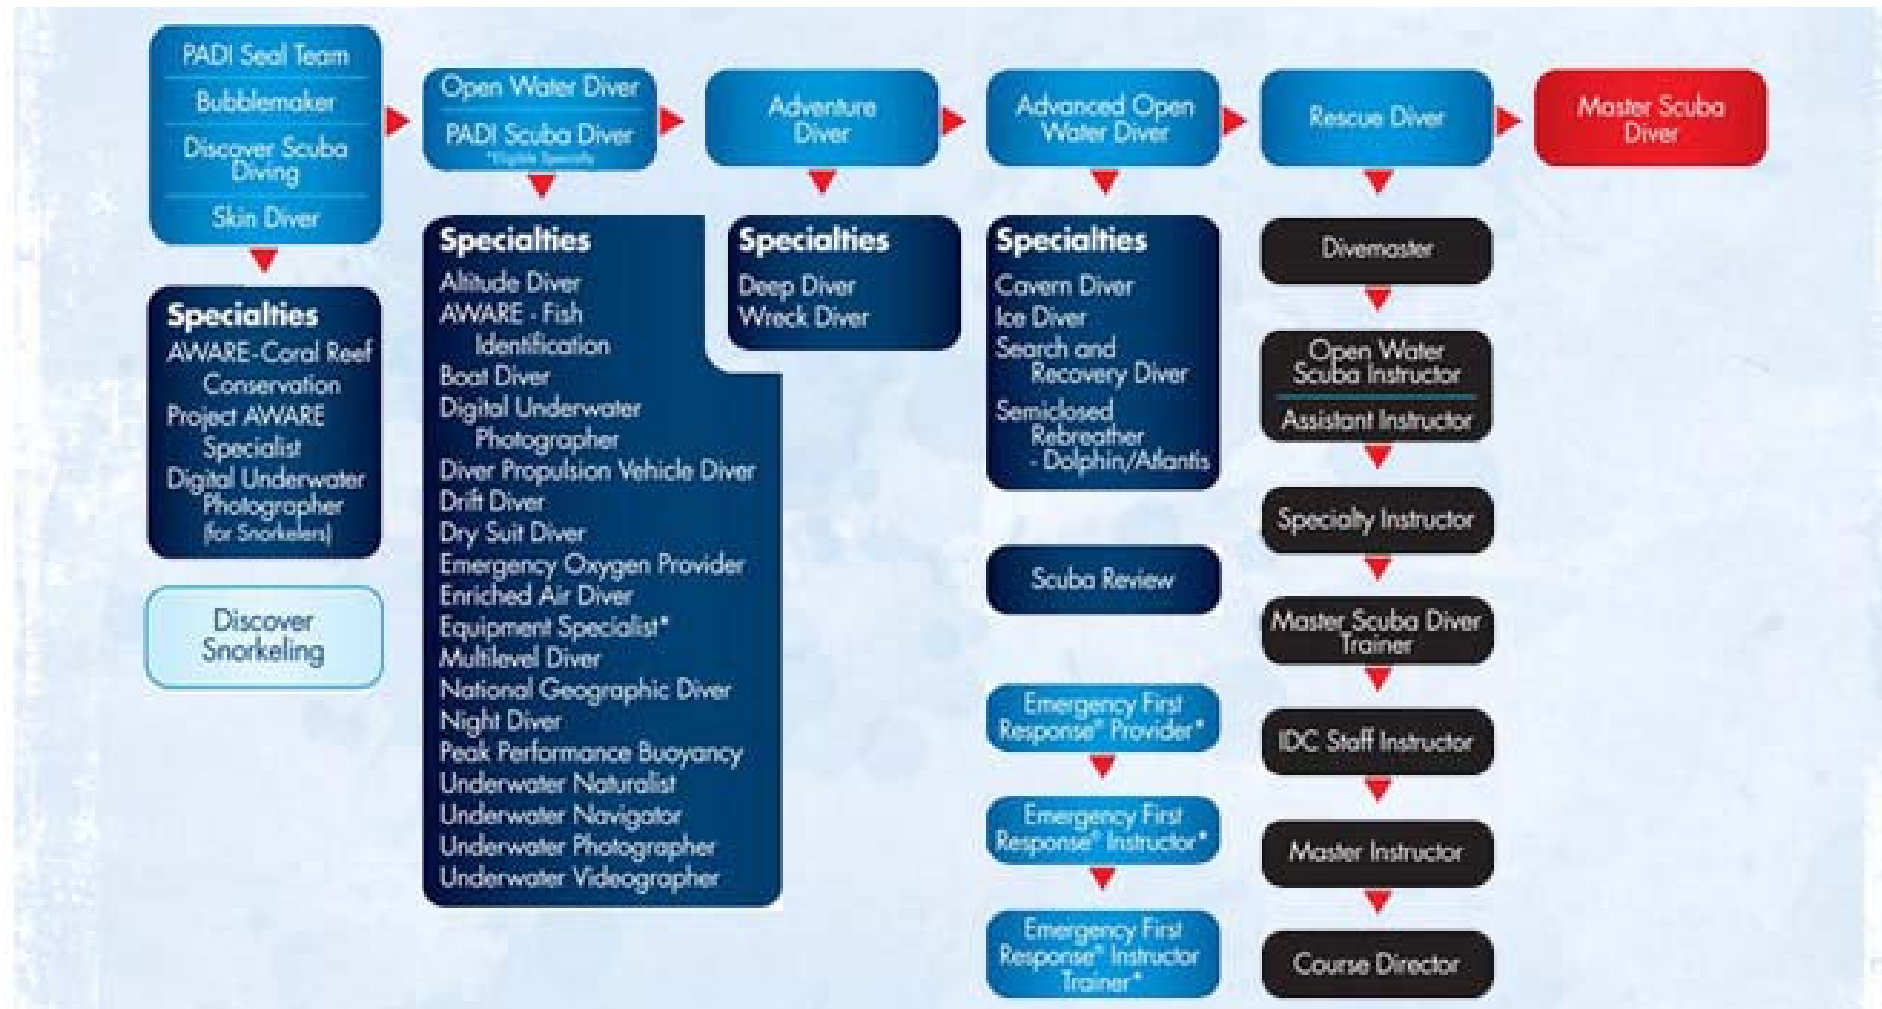 PADI Seal Team
Bubblemaker
Discover Scuba
Diving
Skin Diver
Specialties
AWARE-Coral Reef
Conservation
Project AWARE
Specialist
Digital Underwater
Photographer
(for Snorkelers)
Discover
Snorkeling
Open Water Diver
PADI Scuba Diver
*Eligible Specialty
Specialties
Altitude Diver
AWARE - Fish
Identification
Boat Diver
Digital Underwater
Photographer
Diver Propulsion Vehicle Diver
Drift Diver
Dry Suit Diver
Emergency Oxygen Provider
Enriched Air Diver
Equipment Specialist*
Multilevel Diver
National Geographic Diver
Night Diver
Peak Performance Buoyancy
Underwater Naturalist
Underwater Navigator
Underwater Photographer
Underwater Videographer
Adventure
Diver
Specialties
Deep Diver
Wreck Diver
Advanced Open
Water Diver
Specialties
Cavern Diver
Ice Diver
Search and
Recovery Diver
Semiclosed
Rebreather
- Dolphin/Atlantis
Scuba Review
Emergency First
Response® Provider*
Emergency First
Response® Instructor*
Emergency First
Response® Instructor
Trainer*
Rescue Diver
Divemaster
Open Water
Scuba Instructor
Assistant Instructor
Specialty Instructor
Master Scuba Diver
Trainer
IDC Staff Instructor
Master Instructor
Course Director
Master Scuba
Diver